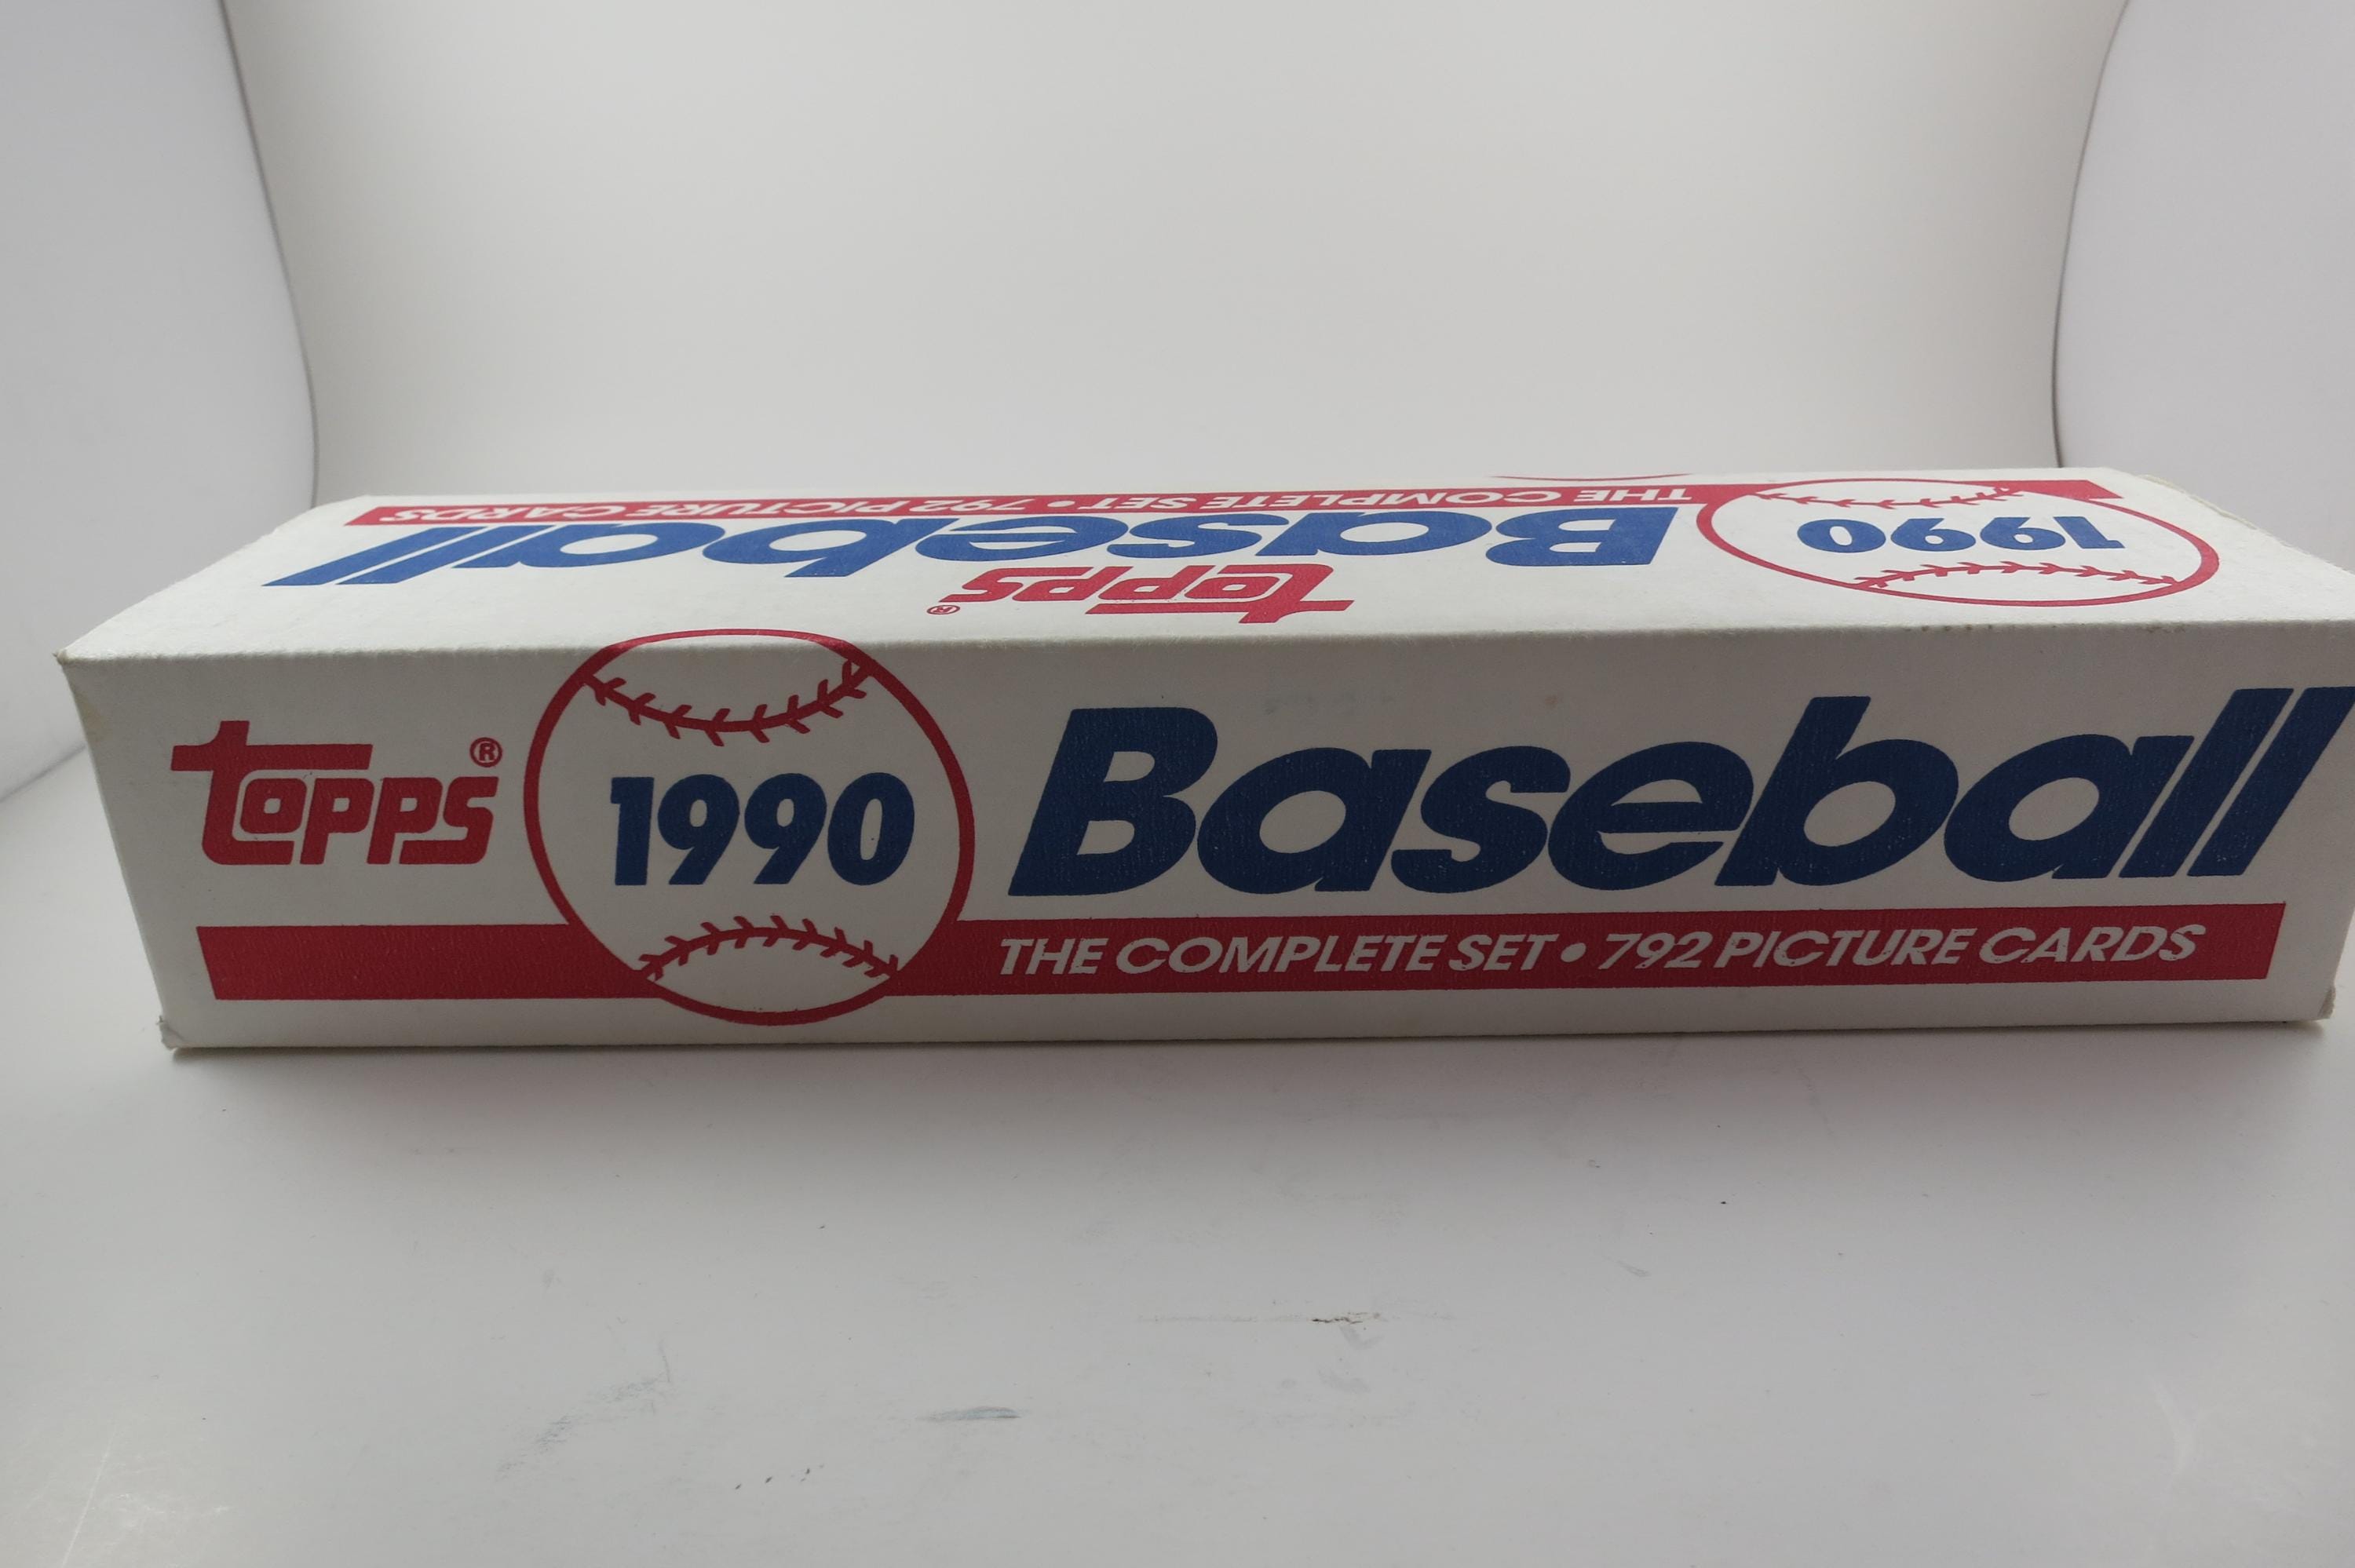 THE COMPLETE SET • 792 PICTURE CARDS
Baseball
1990
Topps®
Topps®
1990
Baseball
THE COMPLETE SET • 792 PICTURE CARDS